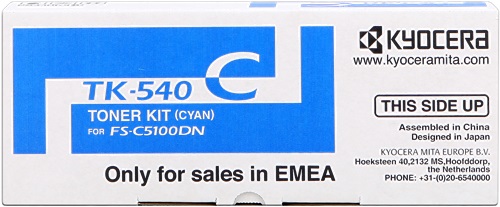 C
TK-540
TONER KIT (CYAN)
FOR FS-C5100DN
Only for sales in EMEA
KYOCERA
www.kyoceramita.com
THIS SIDE UP
Assembled in China
Designed in Japan
KYOCERA MITA EUROPE B.V.
Hoeksteen 40,2132 MS,Hoofddorp,
the Netherlands
PHONE: +31-(0)20-6540000